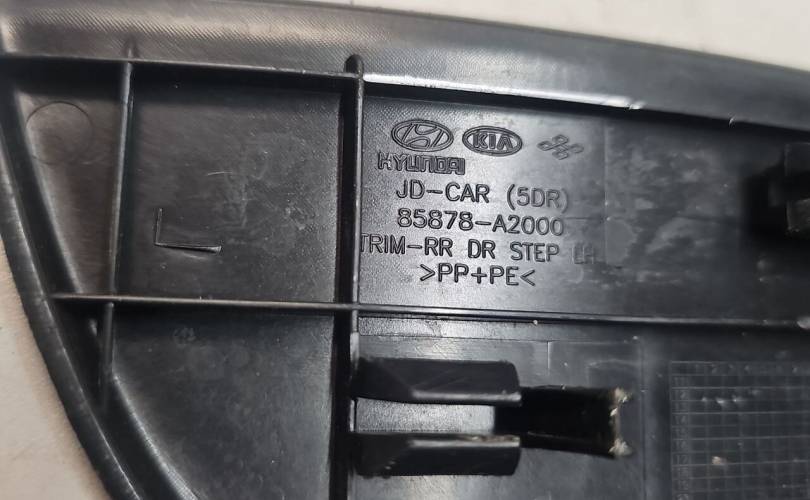 KIA
HYUNDAI
JD-CAR (5DR)
85878-A2000
L
TRIM-RR DR STEP LH
>PP+PE<